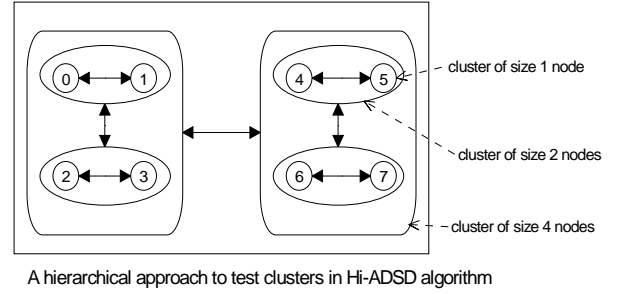 0 1 4 5 cluster of size 1 node
cluster of size 2 nodes
2 3 6 7
cluster of size 4 nodes
A hierarchical approach to test clusters in Hi-ADSD algorithm